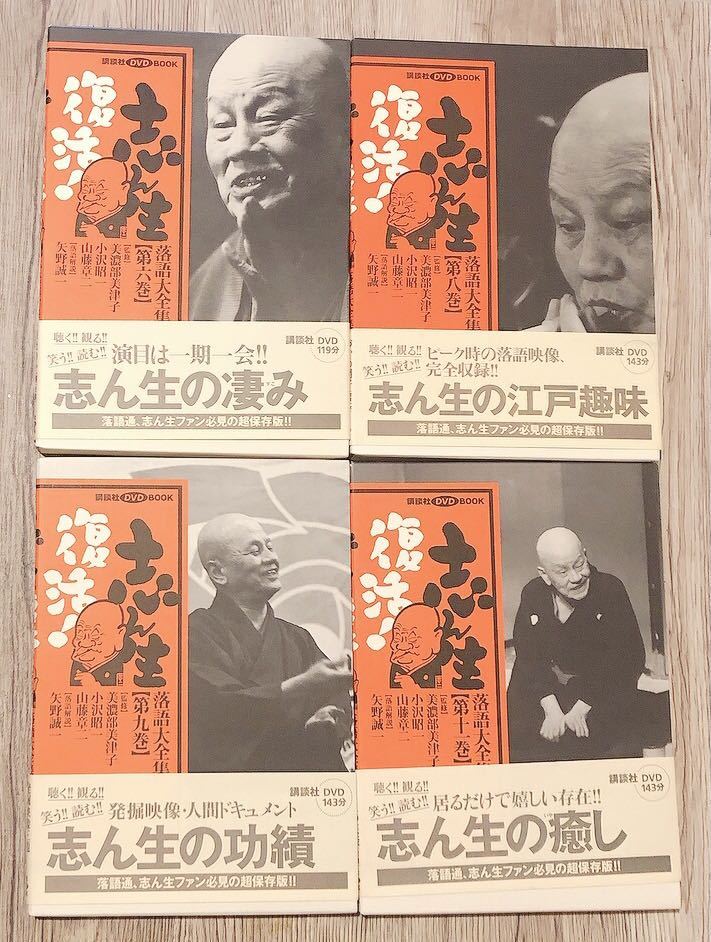 講談社 DVD BOOK
志ん生
復活!
落語大全集
【第六巻】
[監修]
美濃部美津子
小沢昭一
山藤章二
[落語解説]
矢野誠一
聴く!! 観る!!
笑う!! 読む!!
演目は一期一会!!
講談社 DVD
119分
志ん生の凄み
落語通、志ん生ファン必見の超保存版!!
講談社 DVD BOOK
志ん生
復活!
落語大全集
【第八巻】
[監修]
美濃部美津子
小沢昭一
山藤章二
[落語解説]
矢野誠一
聴く!! 観る!!
笑う!! 読む!!
ピーク時の落語映像、
完全収録!!
講談社 DVD
143分
志ん生の江戸趣味
落語通、志ん生ファン必見の超保存版!!
講談社 DVD BOOK
志ん生
復活!
落語大全集
【第九巻】
[監修]
美濃部美津子
小沢昭一
山藤章二
[落語解説]
矢野誠一
聴く!! 観る!!
笑う!! 読む!!
発掘映像・人間ドキュメント
講談社 DVD
143分
志ん生の功績
落語通、志ん生ファン必見の超保存版!!
講談社 DVD BOOK
志ん生
復活!
落語大全集
【第十一巻】
[監修]
美濃部美津子
小沢昭一
山藤章二
[落語解説]
矢野誠一
聴く!! 観る!!
笑う!! 読む!!
居るだけで嬉しい存在!!
講談社 DVD
143分
志ん生の癒し
落語通、志ん生ファン必見の超保存版!!